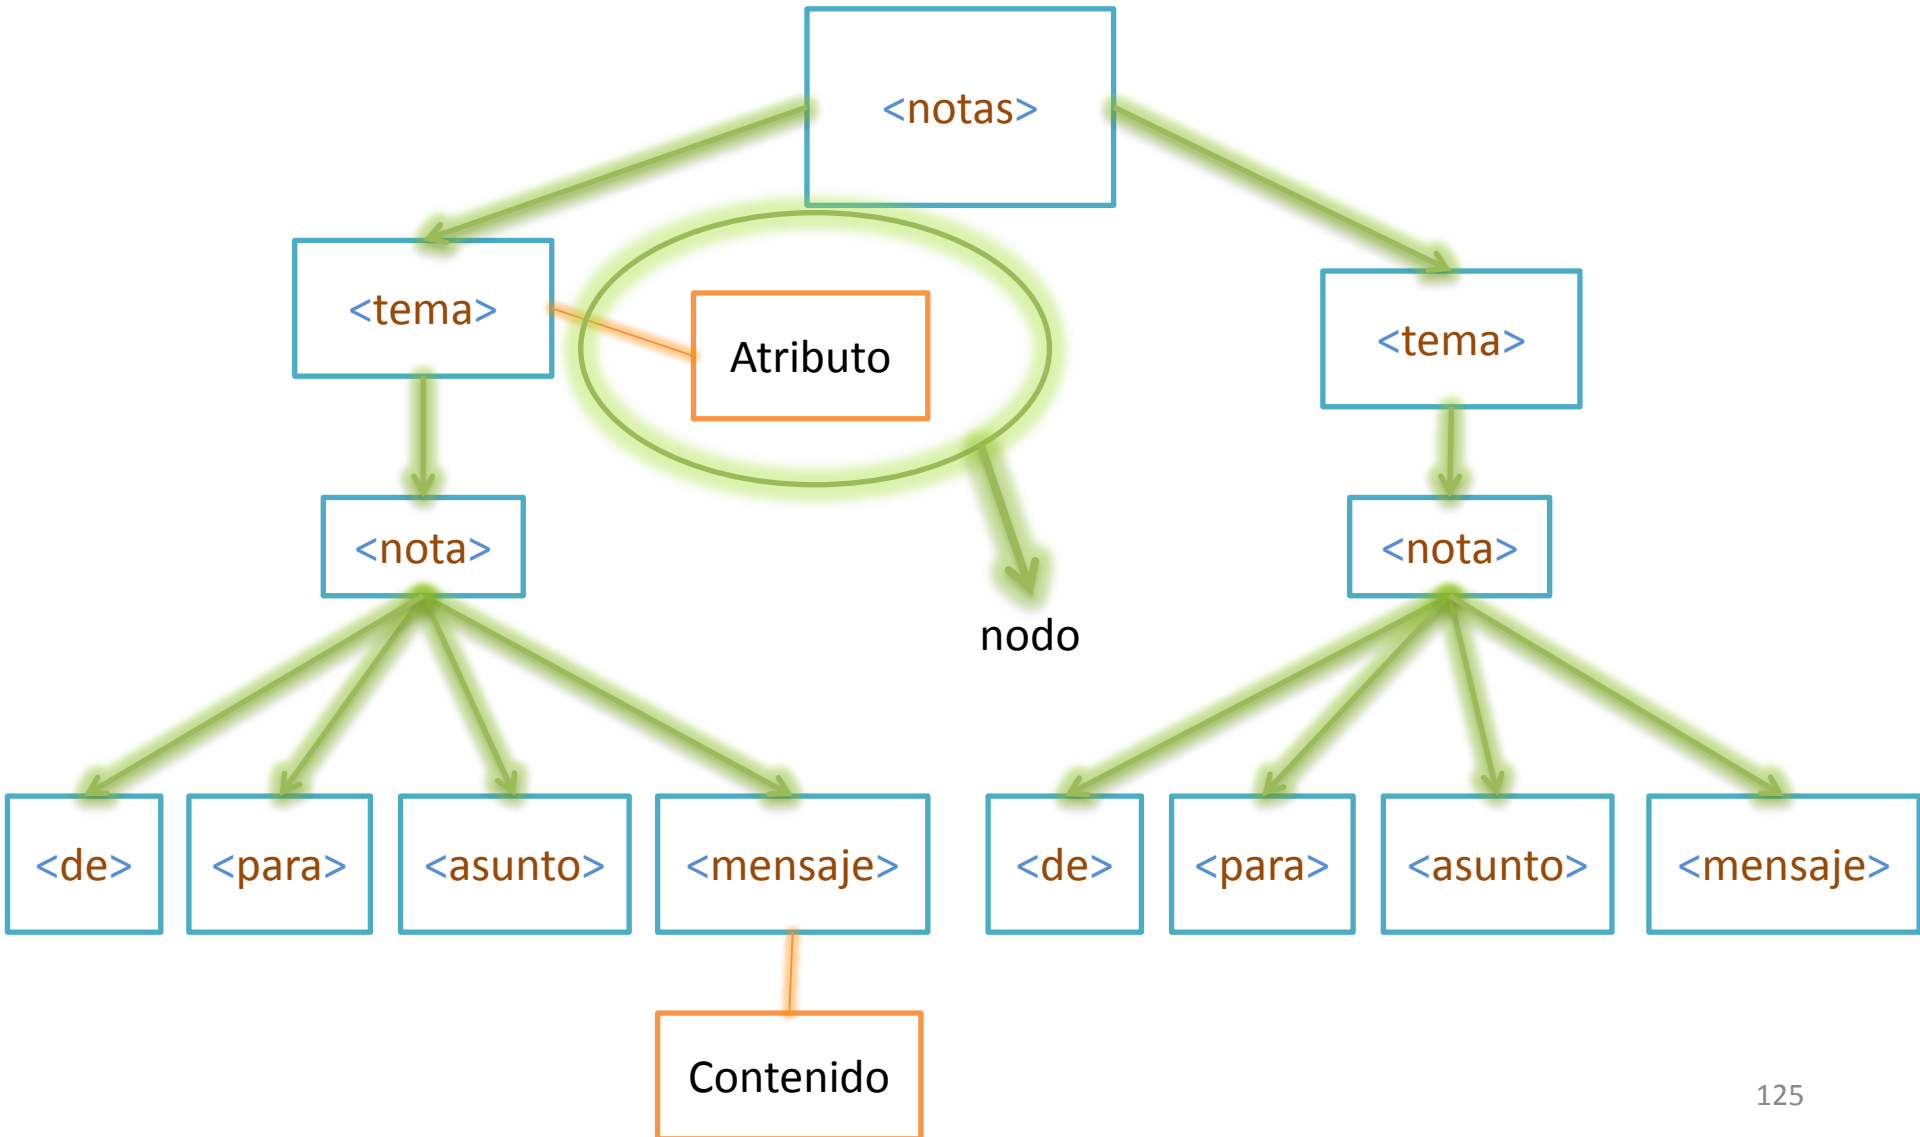 <notas>
<tema>
Atributo
<tema>
<nota>
<nota>
nodo
<de>
<para>
<asunto>
<mensaje>
<de>
<para>
<asunto>
<mensaje>
Contenido
125